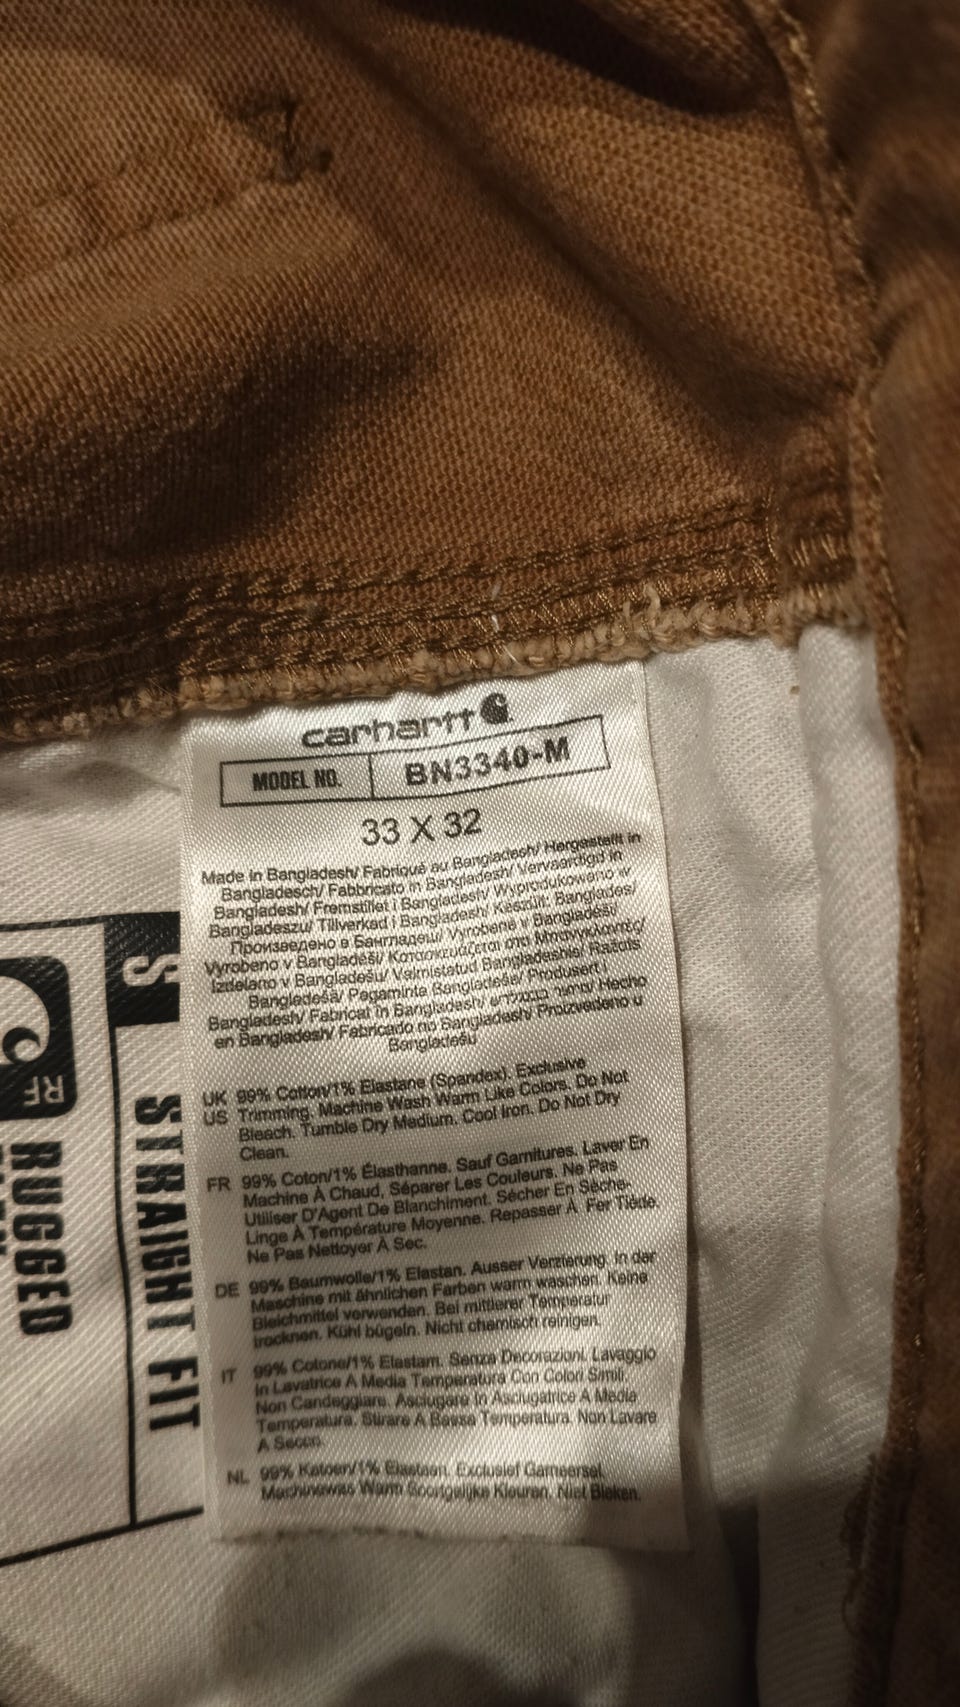 carhartt
MODEL NO. BN3340-M
33 X 32
Made in Bangladesh/ Fabriqué au Bangladesh/ Hergestellt in
Bangladesch/ Fabbricato in Bangladesh/ Vervaardigd in
Bangladesh/ Fremstillet i Bangladesh/ Wyprodukowano w
Bangladeszu/ Tillverkad i Bangladesh/ Készült: Banglades/
Произведено в Бангладеш/ Vyrobené v Bangladéši/
Vyrobeno v Bangladéši/ Κατασκευάζεται στο Μπανγκλαντές/
Izdelano v Bangladešu/ Valmistatud Bangladeshis/ Ražots
Bangladešā/ Pagaminta Bangladeše/ Produsert i
Bangladesh/ Fabricat în Bangladesh/ מיוצר בבנגלדש/ Hecho
en Bangladesh/ Fabricado no Bangladesh/ Proizvedeno u
Bangladešu
UK 99% Cotton/1% Elastane (Spandex). Exclusive
US Trimming. Machine Wash Warm Like Colors. Do Not
Bleach. Tumble Dry Medium. Cool Iron. Do Not Dry
Clean.
FR 99% Coton/1% Élasthanne. Sauf Garnitures. Laver En
Machine À Chaud, Séparer Les Couleurs. Ne Pas
Utiliser D'Agent De Blanchiment. Sécher En Sèche-
Linge À Température Moyenne. Repasser À Fer Tiède.
Ne Pas Nettoyer À Sec.
DE 99% Baumwolle/1% Elastan. Ausser Verzierung. In der
Maschine mit ähnlichen Farben warm waschen. Keine
Bleichmittel verwenden. Bei mittlerer Temperatur
trocknen. Kühl bügeln. Nicht chemisch reinigen.
IT 99% Cotone/1% Elastam. Senza Decorazioni. Lavaggio
In Lavatrice A Media Temperatura Con Colori Simili.
Non Candeggiare. Asciugare In Asciugatrice A Media
Temperatura. Stirare A Bassa Temperatura. Non Lavare
A Secco.
NL 99% Katoen/1% Elastaan. Exclusief Garneersel.
Machinewas Warm Soortgelijke Kleuren. Niet Bleken.
S
STRAIGHT FIT
RF
RUGGED